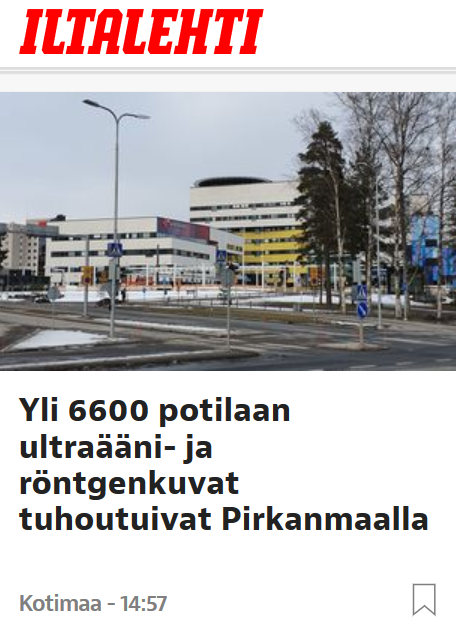 ILTALEHTI
Yli 6600 potilaan
ultraääni- ja
röntgenkuvat
tuhoutuivat Pirkanmaalla
Kotimaa - 14:57